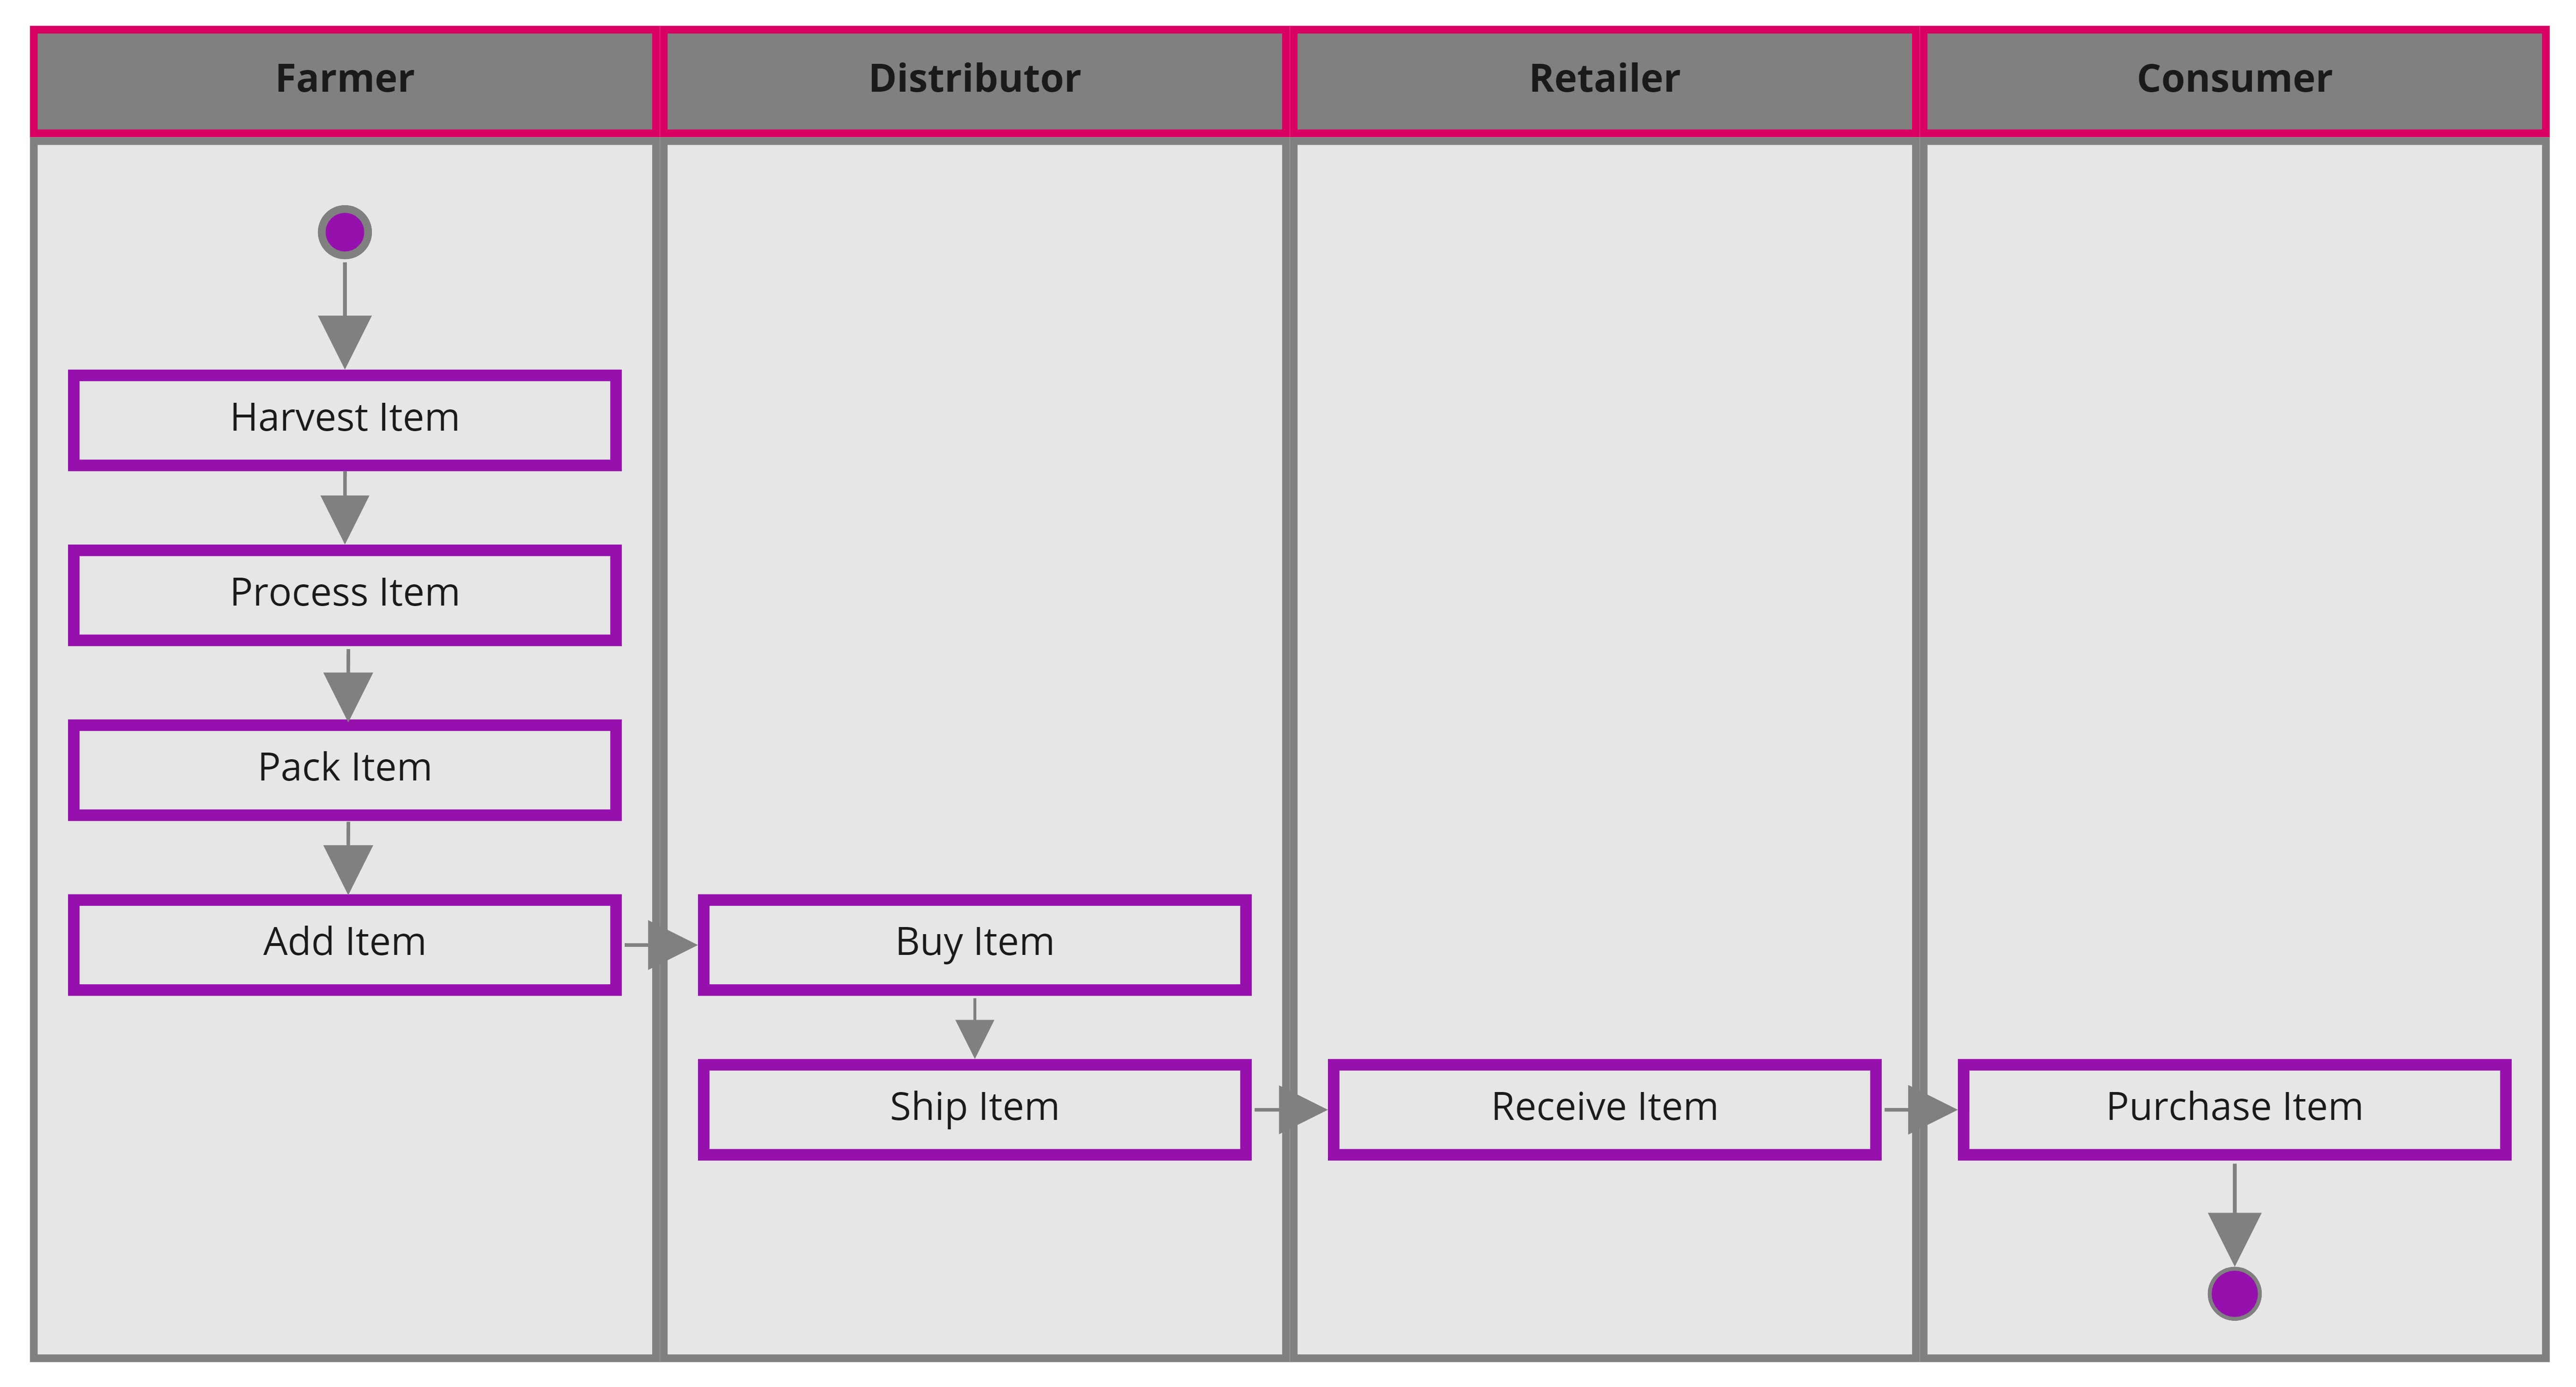 Farmer
Distributor
Retailer
Consumer
Harvest Item
Process Item
Pack Item
Add Item
Buy Item
Ship Item
Receive Item
Purchase Item